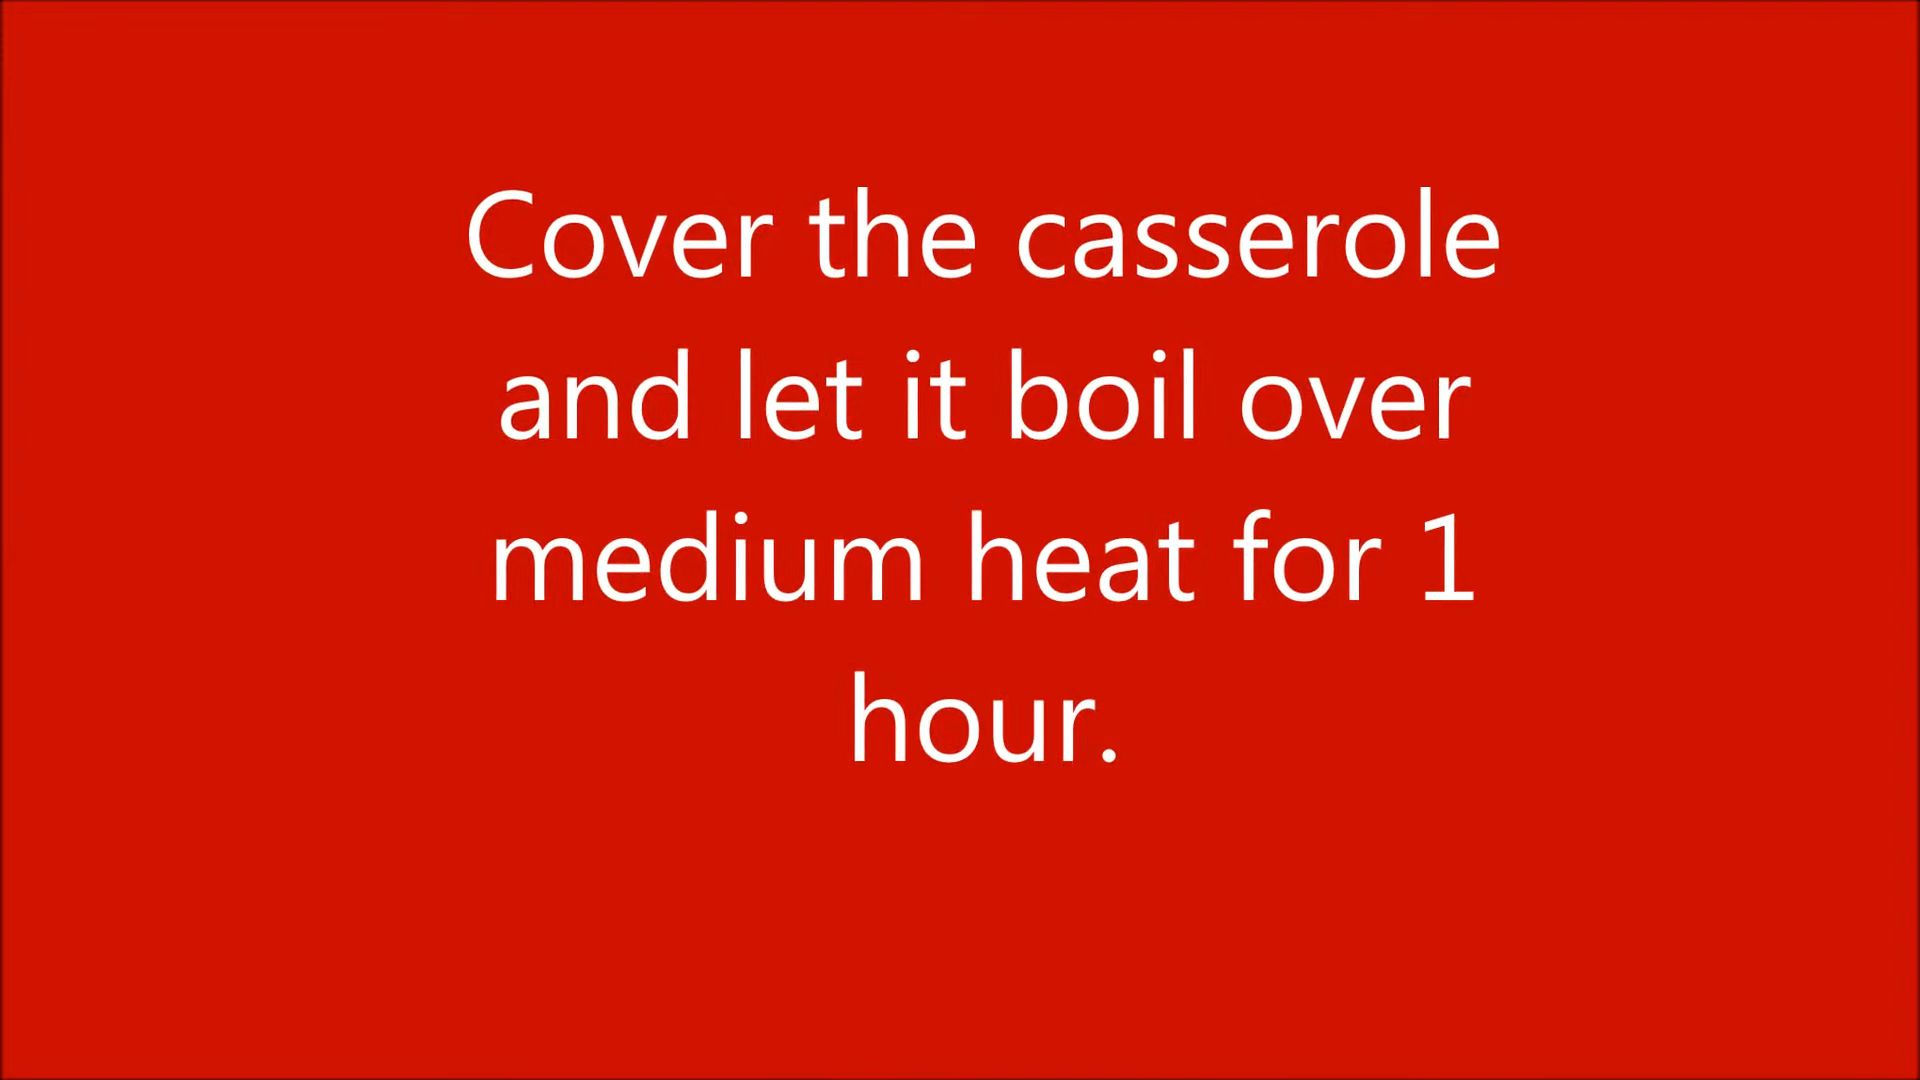 Cover the casserole
and let it boil over
medium heat for 1
hour.